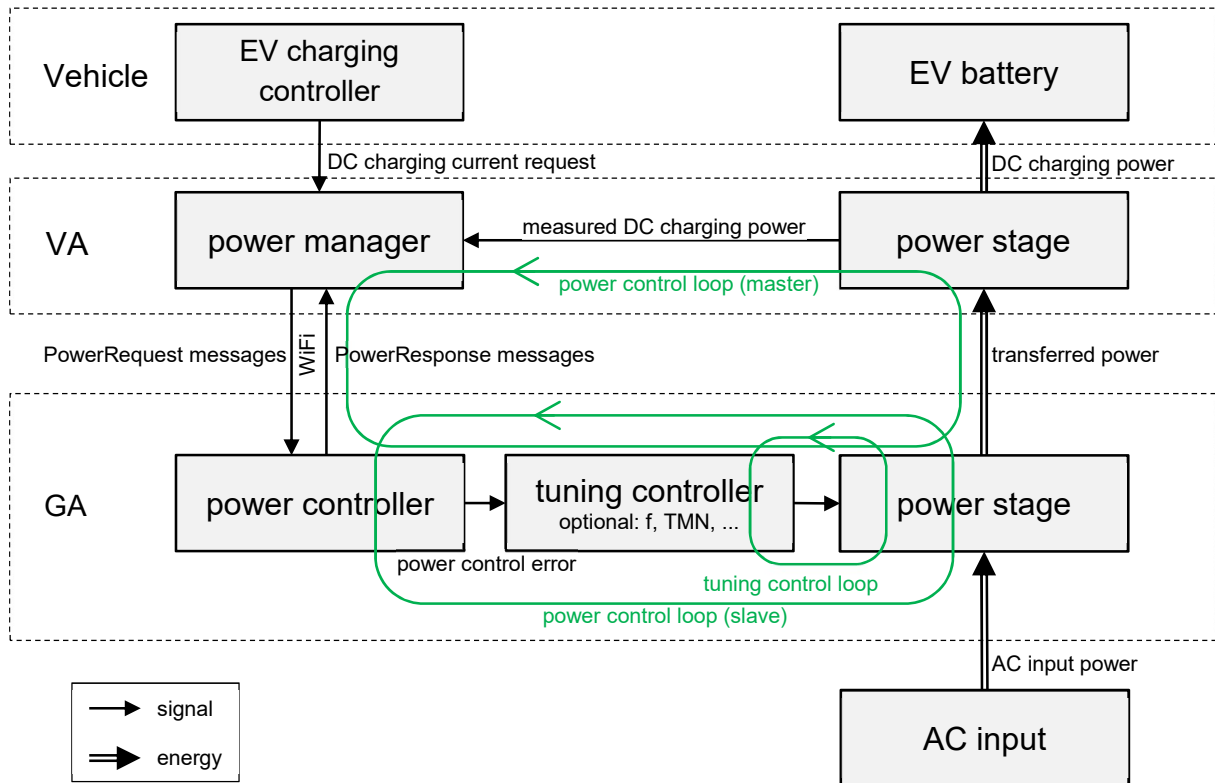 Vehicle
EV charging
controller
EV battery
DC charging current request
DC charging power
VA
power manager
measured DC charging power
power stage
power control loop (master)
PowerRequest messages
WiFi
PowerResponse messages
transferred power
GA
power controller
tuning controller
optional: f, TMN, ...
power stage
power control error
tuning control loop
power control loop (slave)
AC input power
signal
energy
AC input